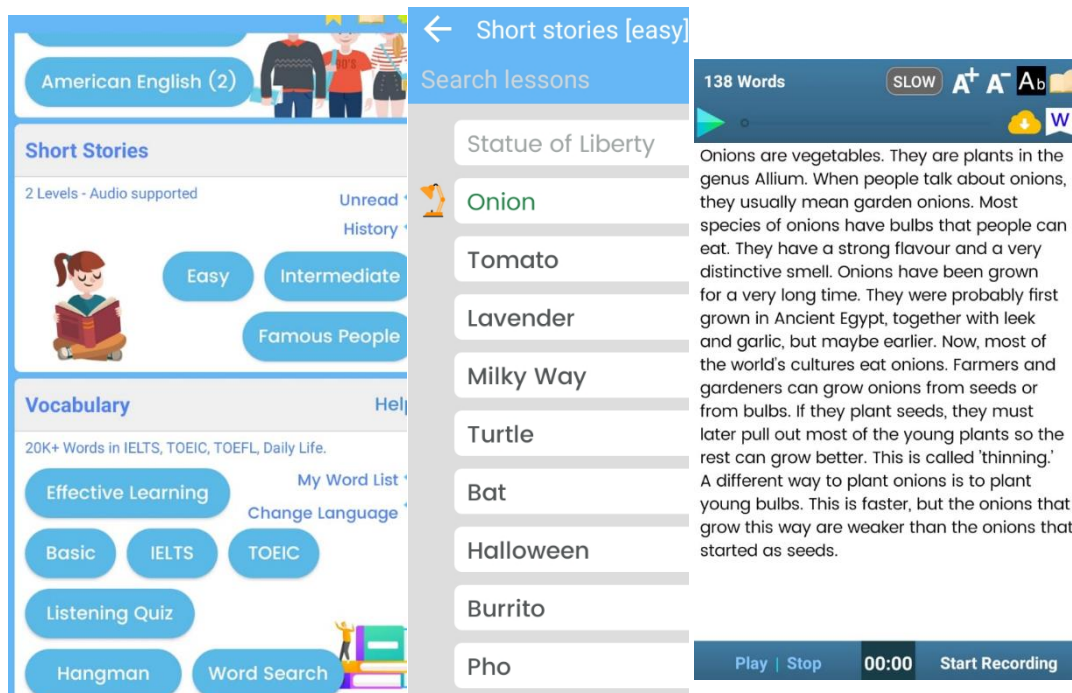 American English (2)
90'S
Short Stories
2 Levels - Audio supported
Unread
History
Easy
Intermediate
Famous People
Vocabulary
Help
20K+ Words in IELTS, TOEIC, TOEFL, Daily Life.
My Word List
Effective Learning
Change Language
Basic
IELTS
TOEIC
Listening Quiz
Hangman
Word Search
Short stories [easy]
Search lessons
Statue of Liberty
Onion
Tomato
Lavender
Milky Way
Turtle
Bat
Halloween
Burrito
Pho
138 Words
SLOW A+ A- Ab
W
Onions are vegetables. They are plants in the
genus Allium. When people talk about onions,
they usually mean garden onions. Most
species of onions have bulbs that people can
eat. They have a strong flavour and a very
distinctive smell. Onions have been grown
for a very long time. They were probably first
grown in Ancient Egypt, together with leek
and garlic, but maybe earlier. Now, most of
the world's cultures eat onions. Farmers and
gardeners can grow onions from seeds or
from bulbs. If they plant seeds, they must
later pull out most of the young plants so the
rest can grow better. This is called 'thinning.'
A different way to plant onions is to plant
young bulbs. This is faster, but the onions that
grow this way are weaker than the onions that
started as seeds.
Play | Stop
00:00
Start Recording